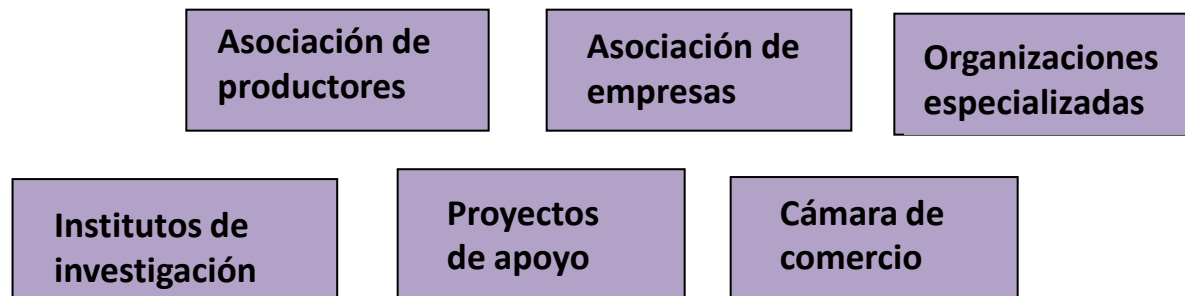 Asociación de
productores
Asociación de
empresas
Organizaciones
especializadas
Institutos de
investigación
Proyectos
de apoyo
Cámara de
comercio